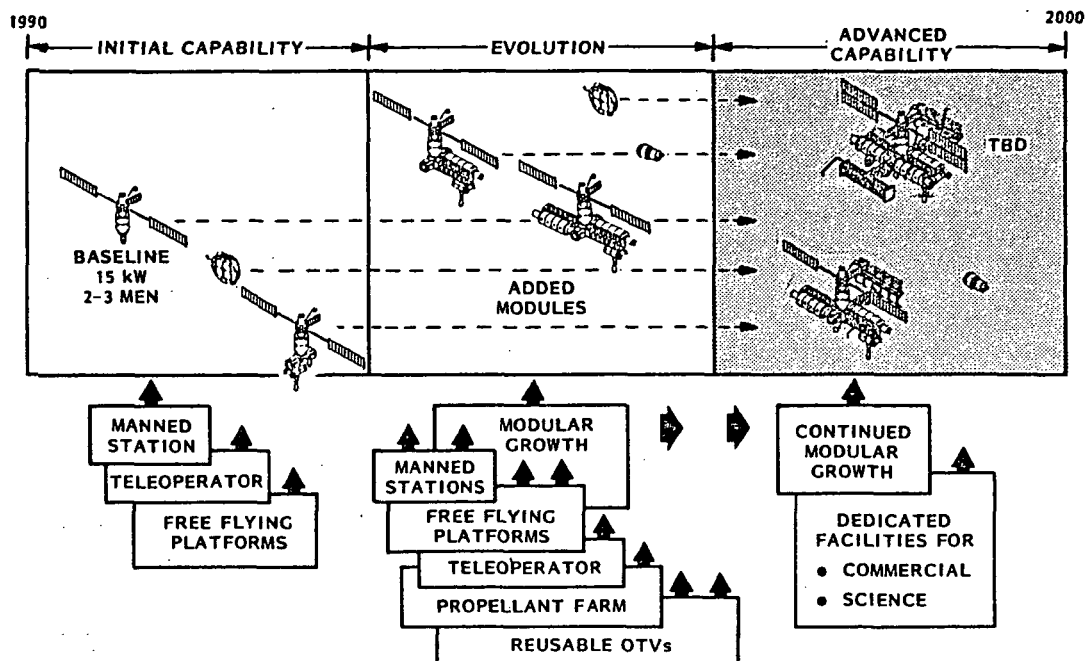 1990
2000
INITIAL CAPABILITY
EVOLUTION
ADVANCED
CAPABILITY
BASELINE
15 kW
2-3 MEN
ADDED
MODULES
TBD
MANNED
STATION
TELEOPERATOR
FREE FLYING
PLATFORMS
MODULAR
GROWTH
MANNED
STATIONS
FREE FLYING
PLATFORMS
TELEOPERATOR
PROPELLANT FARM
REUSABLE OTVs
CONTINUED
MODULAR
GROWTH
DEDICATED
FACILITIES FOR
• COMMERCIAL
• SCIENCE